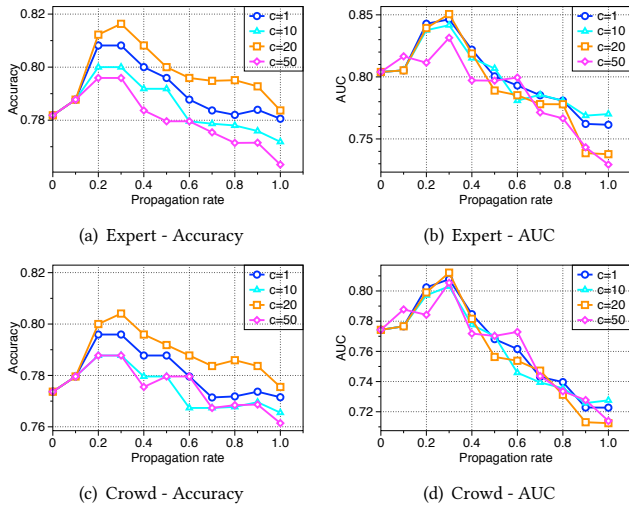 0.82
0.80
0.78
Accuracy
c=1
c=10
c=20
c=50
0 0.2 0.4 0.6 0.8 1.0
Propagation rate
(a) Expert - Accuracy
0.85
0.80
0.75
AUC
c=1
c=10
c=20
c=50
0 0.2 0.4 0.6 0.8 1.0
Propagation rate
(b) Expert - AUC
0.82
0.80
0.78
0.76
Accuracy
c=1
c=10
c=20
c=50
0 0.2 0.4 0.6 0.8 1.0
Propagation rate
(c) Crowd - Accuracy
0.80
0.78
0.76
0.74
0.72
AUC
c=1
c=10
c=20
c=50
0 0.2 0.4 0.6 0.8 1.0
Propagation rate
(d) Crowd - AUC